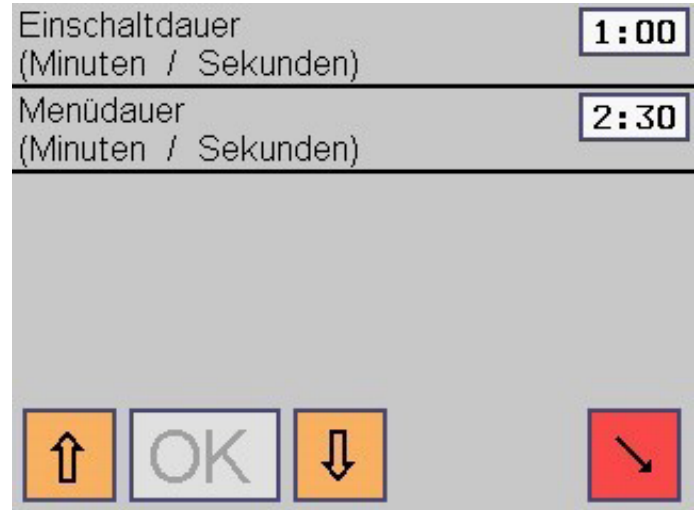 Einschaltdauer
1:00
(Minuten / Sekunden)
Menüdauer
2:30
(Minuten / Sekunden)
OK